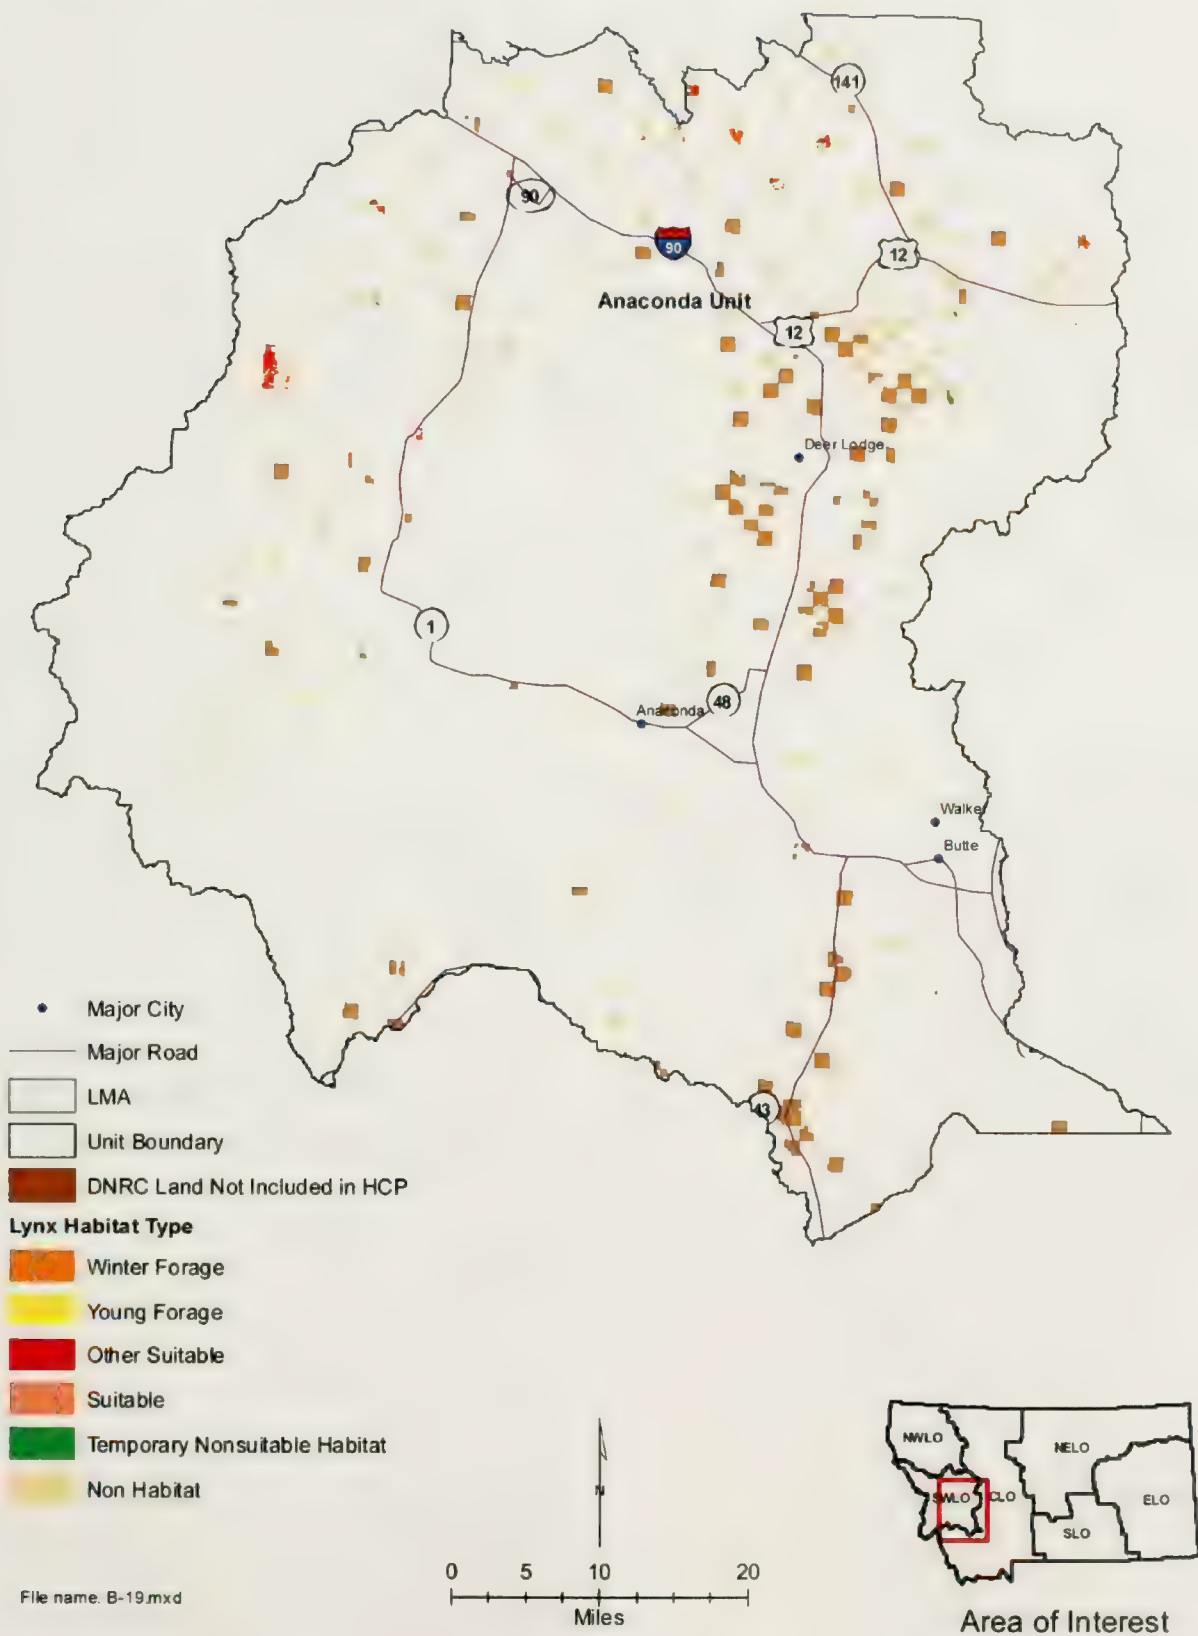 141
90
90
12
Anaconda Unit
12
Deer Lodge
1
48
Anaconda
Walke
Butte
43
Major City
Major Road
LMA
Unit Boundary
DNRC Land Not Included in HCP
Lynx Habitat Type
Winter Forage
Young Forage
Other Suitable
Suitable
Temporary Nonsuitable Habitat
Non Habitat
N
NWLO
NELO
SWLO
CLO
ELO
SLO
0 5 10 20
Miles
File name. B-19.mxd
Area of Interest